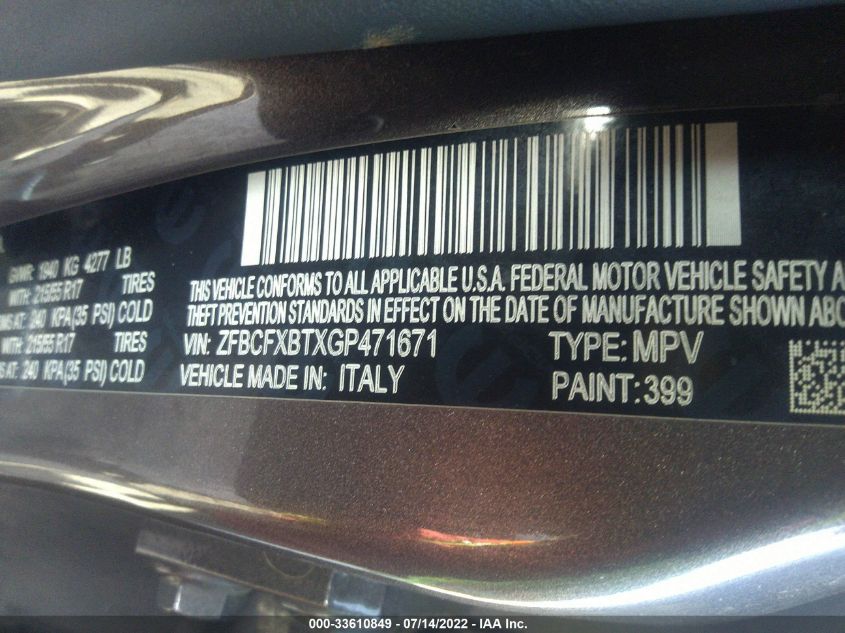 GVWR: 1940 KG 4277 LB
WITH: 215/55 R17 TIRES
AT: 240 KPA(35 PSI) COLD
WITH: 215/55 R17 TIRES
AT: 240 KPA(35 PSI) COLD
THIS VEHICLE CONFORMS TO ALL APPLICABLE U.S.A. FEDERAL MOTOR VEHICLE SAFETY A
THEFT PREVENTION STANDARDS IN EFFECT ON THE DATE OF MANUFACTURE SHOWN ABO
VIN: ZFBCFXBTXGP471671 TYPE: MPV
VEHICLE MADE IN: ITALY PAINT: 399
000-33610849 / 07/14/2022 - IAA Inc.